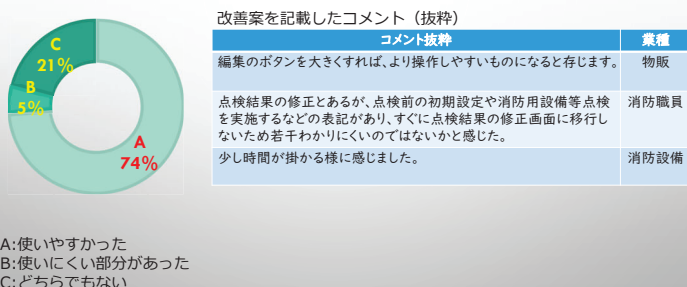 C
21%
B
5%
A
74%
改善案を記載したコメント（抜粋）
コメント抜粋 業種
編集のボタンを大きくすれば、より操作しやすいものになると存じます。 物販
点検結果の修正とあるが、点検前の初期設定や消防用設備等点検 消防職員
を実施するなどの表記があり、すぐに点検結果の修正画面に移行し
ないため若干わかりにくいのではないかと感じた。
少し時間が掛かる様に感じました。 消防設備
A:使いやすかった
B:使いにくい部分があった
C:どちらでもない